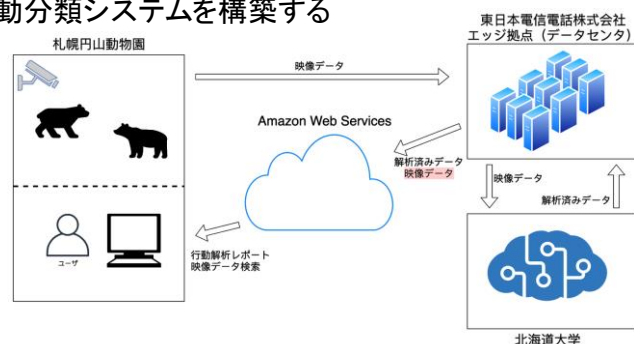 動分類システムを構築する
札幌円山動物園
東日本電信電話株式会社
エッジ拠点（データセンタ）
映像データ
Amazon Web Services
解析済みデータ
映像データ
映像データ
解析済みデータ
ユーザ
行動解析レポート
映像データ検索
北海道大学